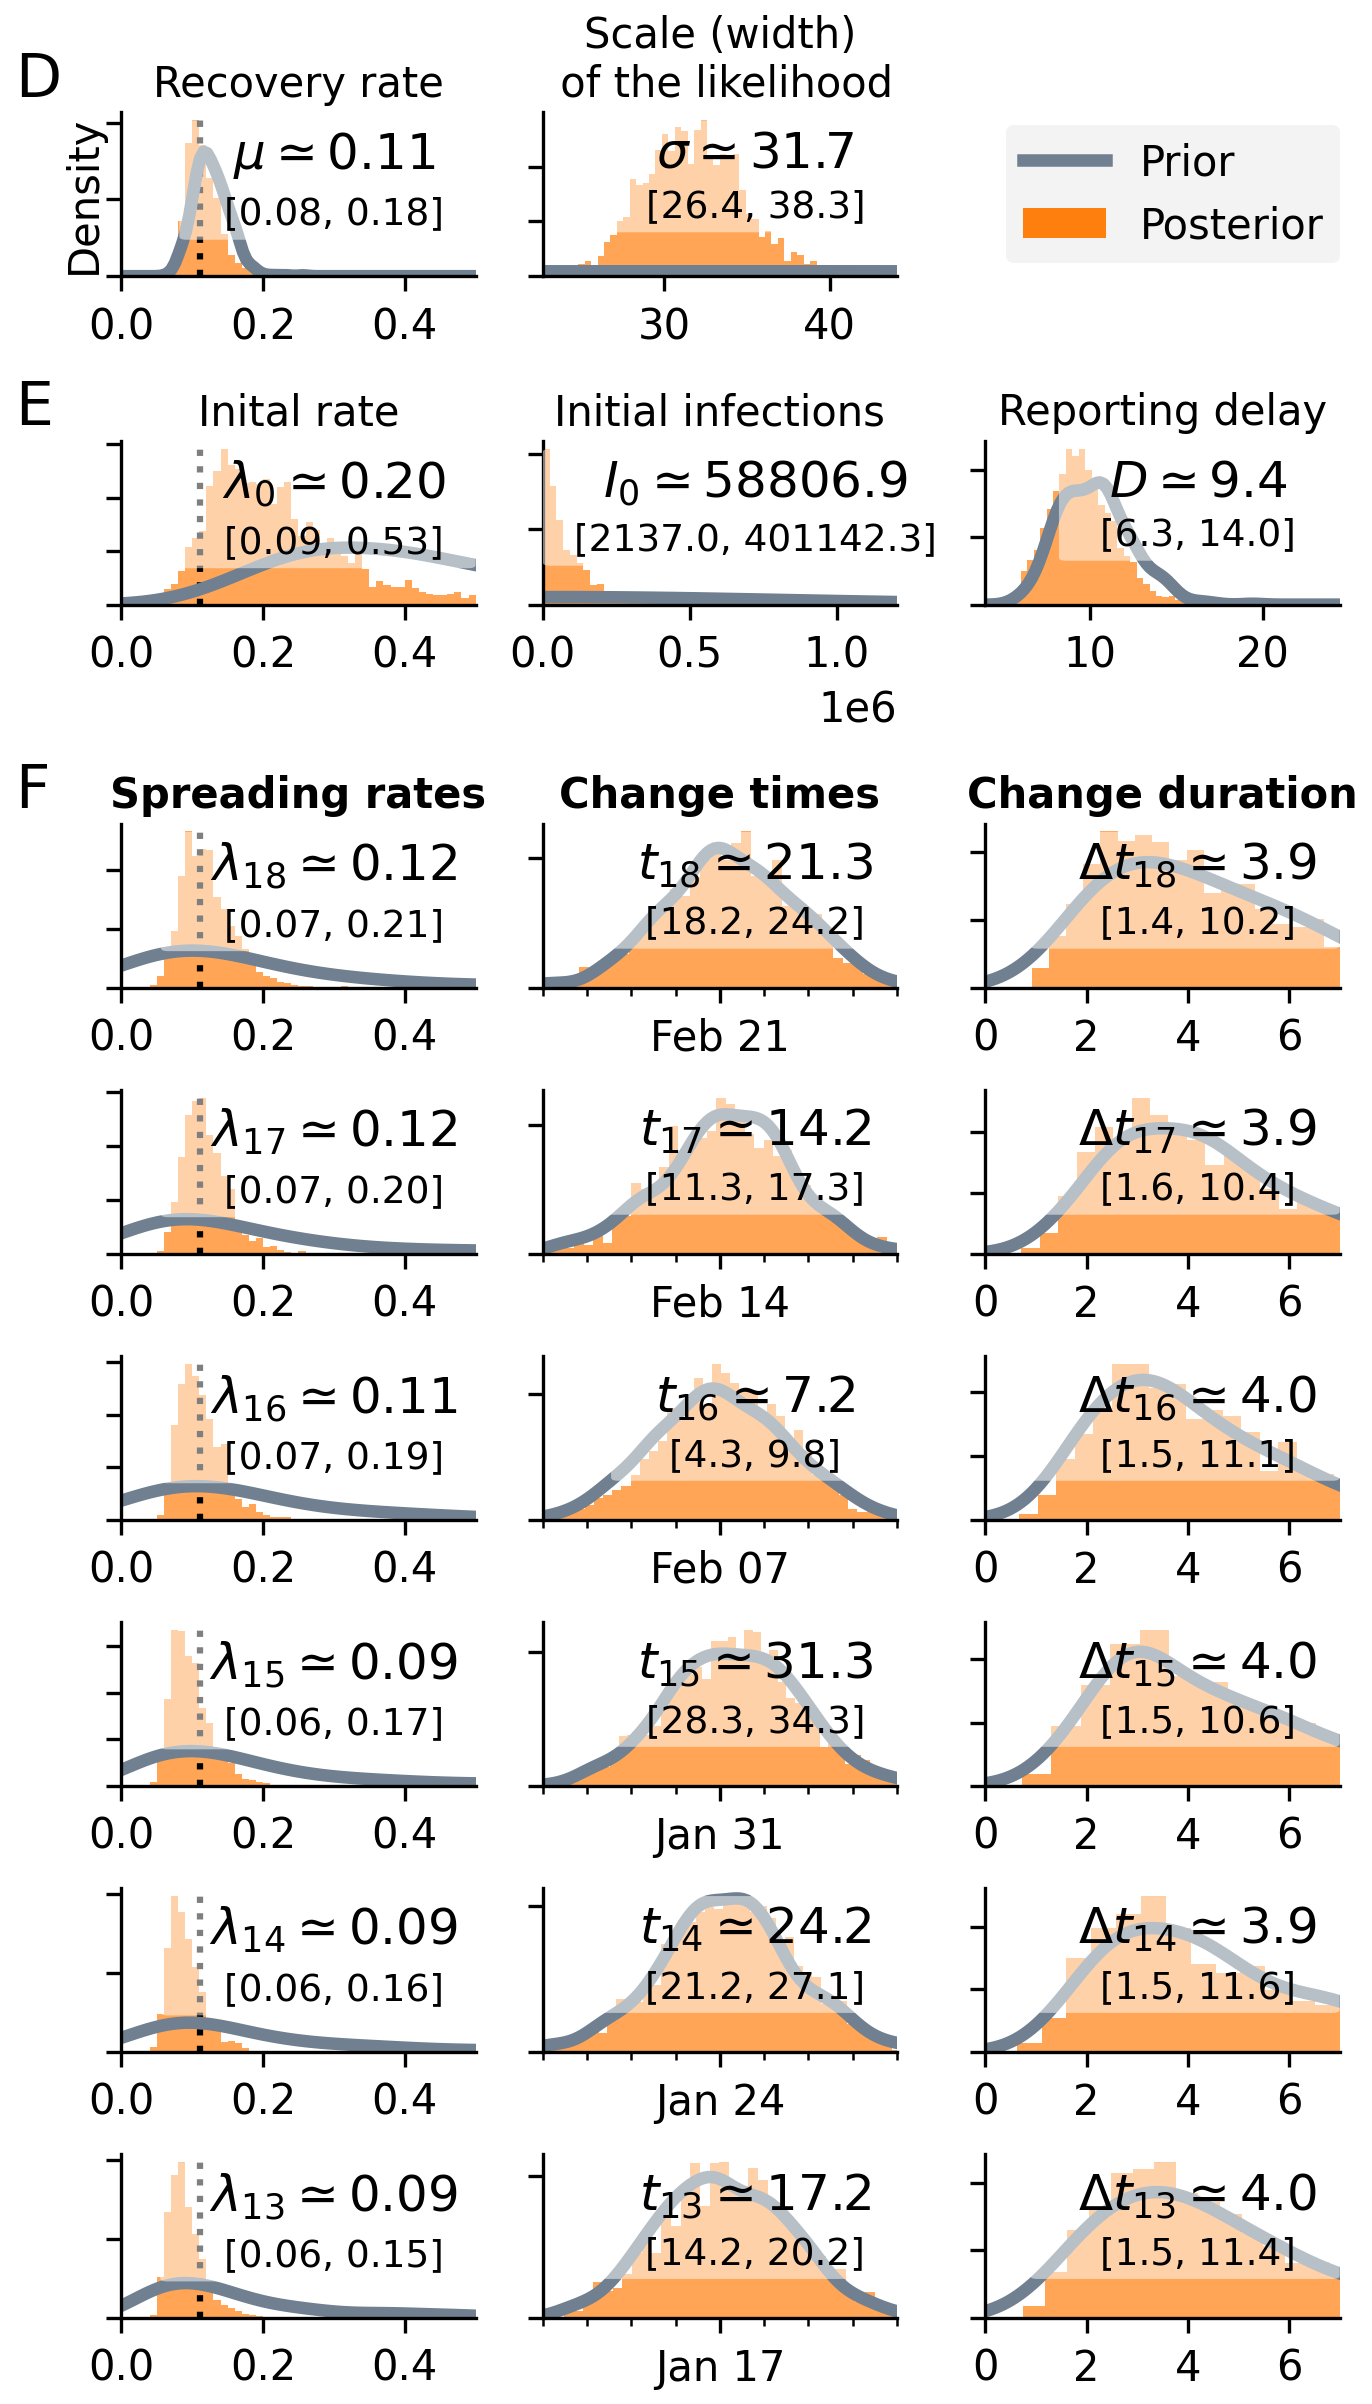 D
Recovery rate
Density
μ ≃ 0.11
[0.08, 0.18]
0.0 0.2 0.4
Scale (width)
of the likelihood
σ ≃ 31.7
[26.4, 38.3]
30 40
Prior
Posterior
E
Inital rate
λ0 ≃ 0.20
[0.09, 0.53]
0.0 0.2 0.4
Initial infections
I0 ≃ 58806.9
[2137.0, 401142.3]
0.0 0.5 1.0
1e6
Reporting delay
D ≃ 9.4
[6.3, 14.0]
10 20
F
Spreading rates Change times Change duration
λ18 ≃ 0.12
[0.07, 0.21]
0.0 0.2 0.4
t18 ≃ 21.3
[18.2, 24.2]
Feb 21
Δt18 ≃ 3.9
[1.4, 10.2]
0 2 4 6
λ17 ≃ 0.12
[0.07, 0.20]
0.0 0.2 0.4
t17 ≃ 14.2
[11.3, 17.3]
Feb 14
Δt17 ≃ 3.9
[1.6, 10.4]
0 2 4 6
λ16 ≃ 0.11
[0.07, 0.19]
0.0 0.2 0.4
t16 ≃ 7.2
[4.3, 9.8]
Feb 07
Δt16 ≃ 4.0
[1.5, 11.1]
0 2 4 6
λ15 ≃ 0.09
[0.06, 0.17]
0.0 0.2 0.4
t15 ≃ 31.3
[28.3, 34.3]
Jan 31
Δt15 ≃ 4.0
[1.5, 10.6]
0 2 4 6
λ14 ≃ 0.09
[0.06, 0.16]
0.0 0.2 0.4
t14 ≃ 24.2
[21.2, 27.1]
Jan 24
Δt14 ≃ 3.9
[1.5, 11.6]
0 2 4 6
λ13 ≃ 0.09
[0.06, 0.15]
0.0 0.2 0.4
t13 ≃ 17.2
[14.2, 20.2]
Jan 17
Δt13 ≃ 4.0
[1.5, 11.4]
0 2 4 6